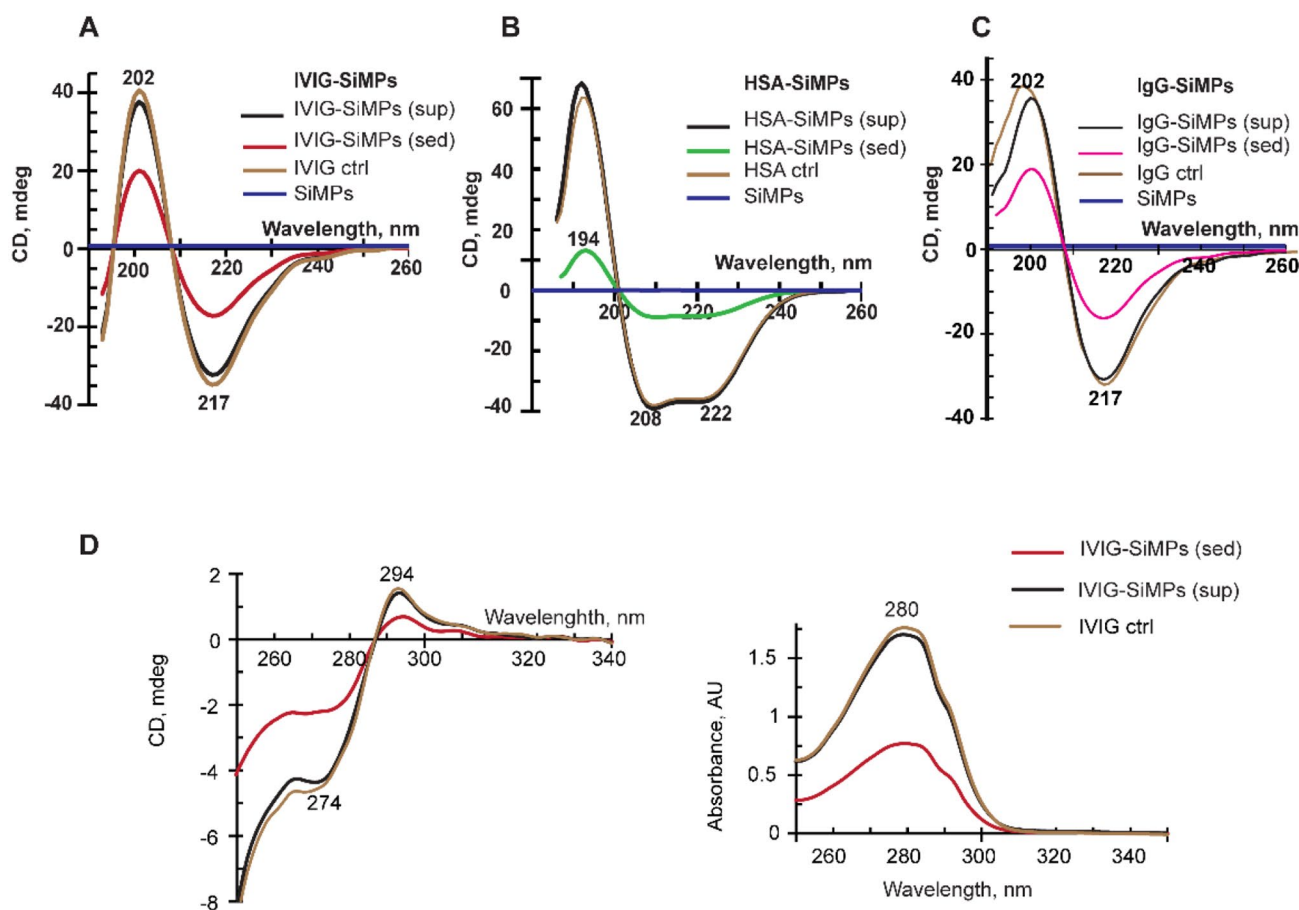 A
202
IVIG-SiMPs
IVIG-SiMPs (sup)
IVIG-SiMPs (sed)
IVIG ctrl
SiMPs
Wavelength, nm
CD, mdeg
40
20
0
-20
-40
200
220
240
260
217
B
HSA-SiMPs
HSA-SiMPs (sup)
HSA-SiMPs (sed)
HSA ctrl
SiMPs
194
Wavelength, nm
CD, mdeg
60
40
20
0
-20
-40
200
220
240
260
208
222
C
202
IgG-SiMPs
IgG-SiMPs (sup)
IgG-SiMPs (sed)
IgG ctrl
SiMPs
Wavelength, nm
CD, mdeg
40
20
0
-20
-40
200
220
240
260
217
D
294
Wavelenghth, nm
CD, mdeg
2
0
-2
-4
-6
-8
260
280
300
320
340
274
280
Absorbance, AU
1.5
1
0.5
0
260
280
300
320
340
Wavelength, nm
IVIG-SiMPs (sed)
IVIG-SiMPs (sup)
IVIG ctrl